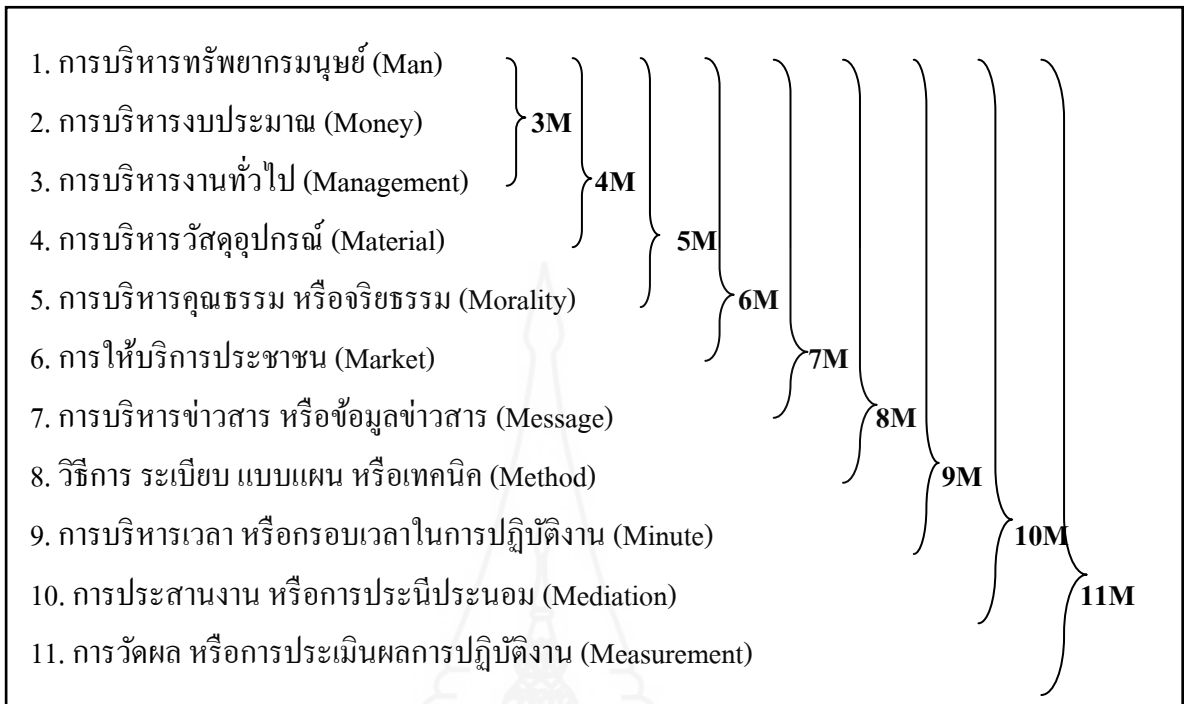 1. การบริหารทรัพยากรมนุษย์ (Man)
2. การบริหารงบประมาณ (Money) 3M
3. การบริหารงานทั่วไป (Management) 4M
4. การบริหารวัสดุอุปกรณ์ (Material) 5M
5. การบริหารคุณธรรม หรือจริยธรรม (Morality) 6M
6. การให้บริการประชาชน (Market) 7M
7. การบริหารข่าวสาร หรือข้อมูลข่าวสาร (Message) 8M
8. วิธีการ ระเบียบ แบบแผน หรือเทคนิค (Method) 9M
9. การบริหารเวลา หรือกรอบเวลาในการปฏิบัติงาน (Minute) 10M
10. การประสานงาน หรือการประนีประนอม (Mediation) 11M
11. การวัดผล หรือการประเมินผลการปฏิบัติงาน (Measurement)